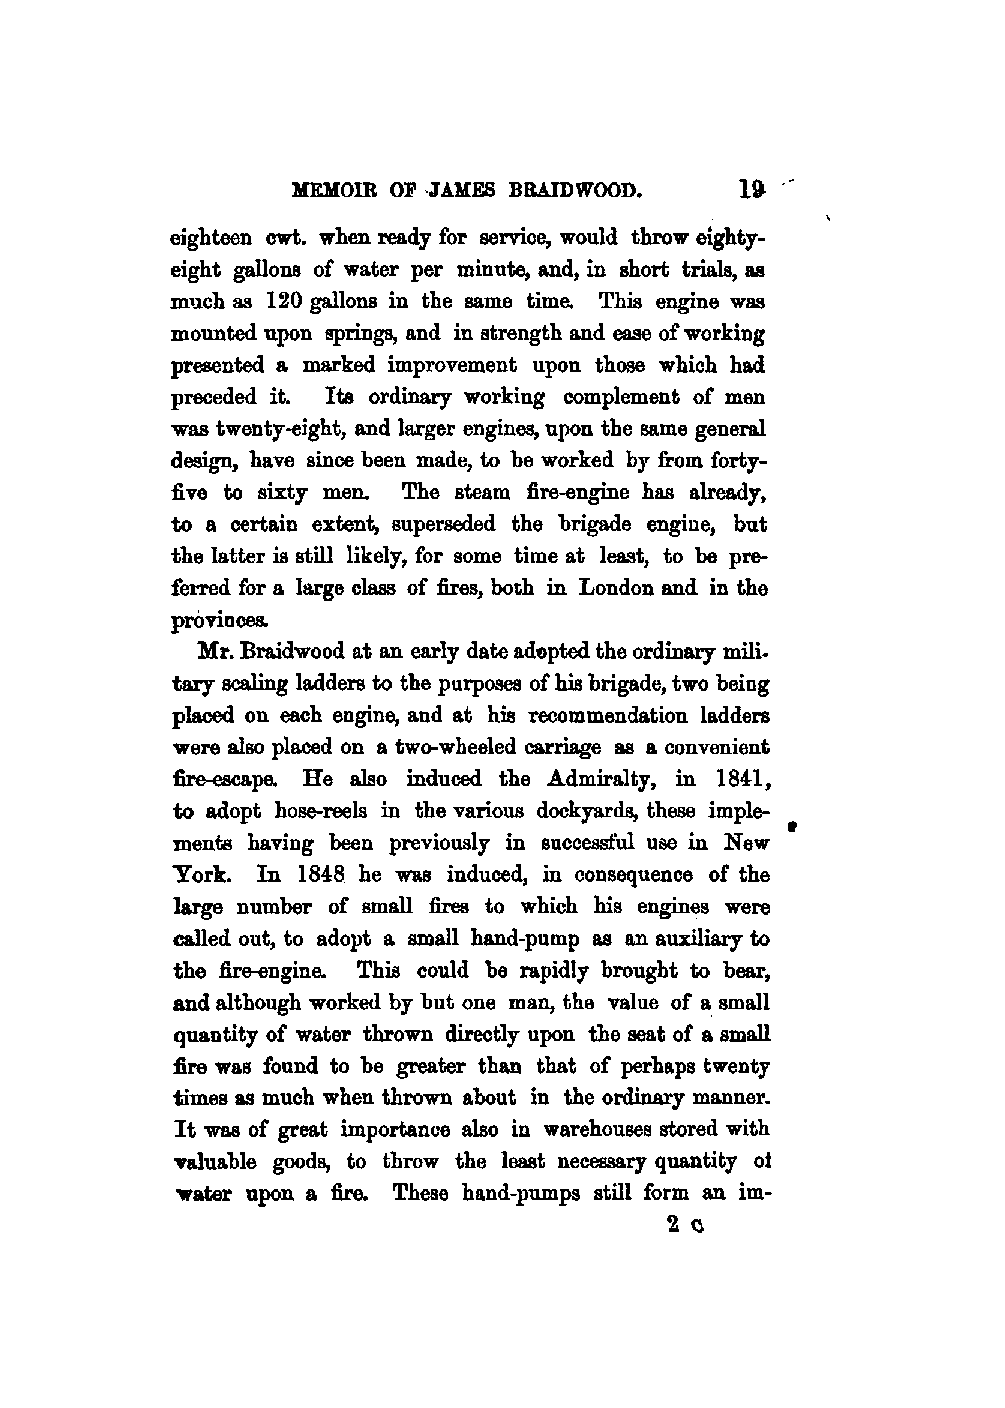 MEMOIR OF JAMES BRAIDWOOD. 19
eighteen cwt. when ready for service, would throw eighty-
eight gallons of water per minute, and, in short trials, as
much as 120 gallons in the same time. This engine was
mounted upon springs, and in strength and ease of working
presented a marked improvement upon those which had
preceded it. Its ordinary working complement of men
was twenty-eight, and larger engines, upon the same general
design, have since been made, to be worked by from forty-
five to sixty men. The steam fire-engine has already,
to a certain extent, superseded the brigade engine, but
the latter is still likely, for some time at least, to be pre-
ferred for a large class of fires, both in London and in the
provinces.
Mr. Braidwood at an early date adopted the ordinary mili-
tary scaling ladders to the purposes of his brigade, two being
placed on each engine, and at his recommendation ladders
were also placed on a two-wheeled carriage as a convenient
fire-escape. He also induced the Admiralty, in 1841,
to adopt hose-reels in the various dockyards, these imple-
ments having been previously in successful use in New
York. In 1848 he was induced, in consequence of the
large number of small fires to which his engines were
called out, to adopt a small hand-pump as an auxiliary to
the fire-engine. This could be rapidly brought to bear,
and although worked by but one man, the value of a small
quantity of water thrown directly upon the seat of a small
fire was found to be greater than that of perhaps twenty
times as much when thrown about in the ordinary manner.
It was of great importance also in warehouses stored with
valuable goods, to throw the least necessary quantity of
water upon a fire. These hand-pumps still form an im-
2 C